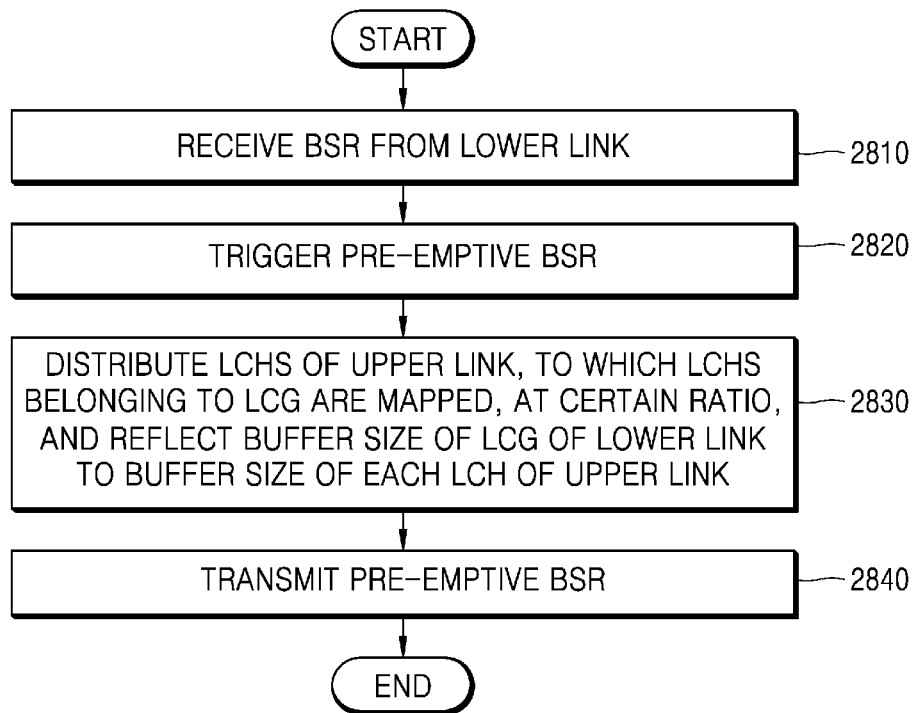 START
RECEIVE BSR FROM LOWER LINK
2810
TRIGGER PRE-EMPTIVE BSR
2820
DISTRIBUTE LCHS OF UPPER LINK, TO WHICH LCHS
BELONGING TO LCG ARE MAPPED, AT CERTAIN RATIO,
AND REFLECT BUFFER SIZE OF LCG OF LOWER LINK
TO BUFFER SIZE OF EACH LCH OF UPPER LINK
2830
TRANSMIT PRE-EMPTIVE BSR
2840
END